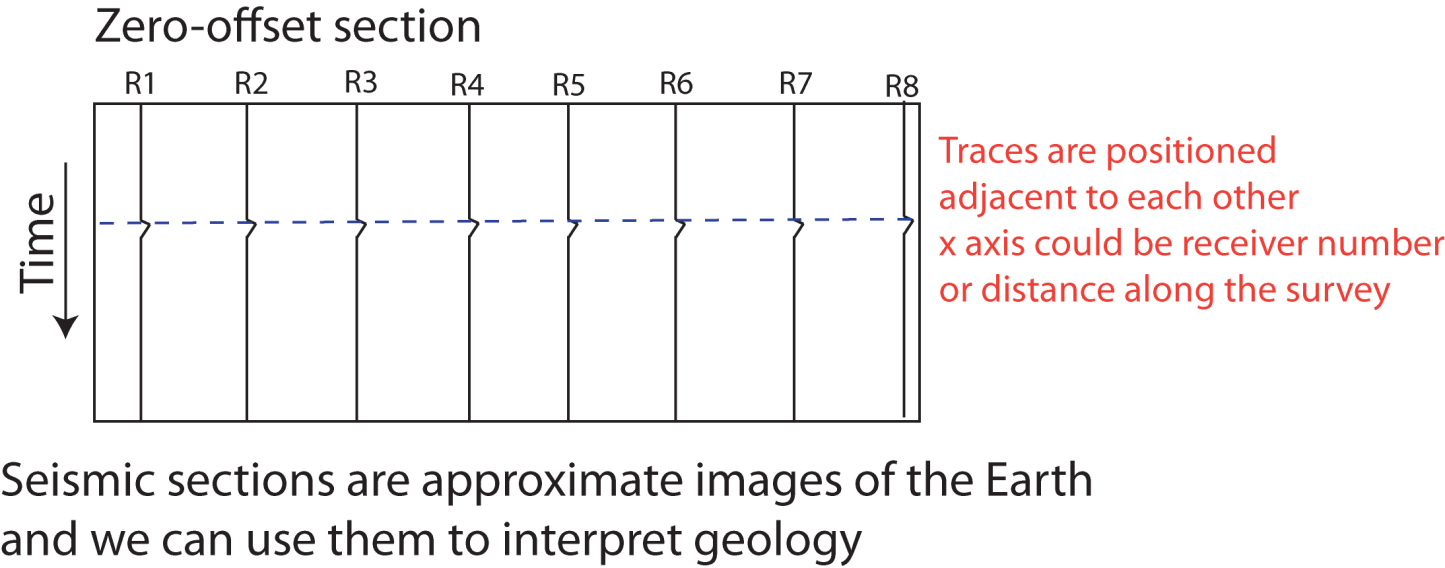 Zero-offset section
R1 R2 R3 R4 R5 R6 R7 R8
Time
Traces are positioned
adjacent to each other
x axis could be receiver number
or distance along the survey
Seismic sections are approximate images of the Earth
and we can use them to interpret geology